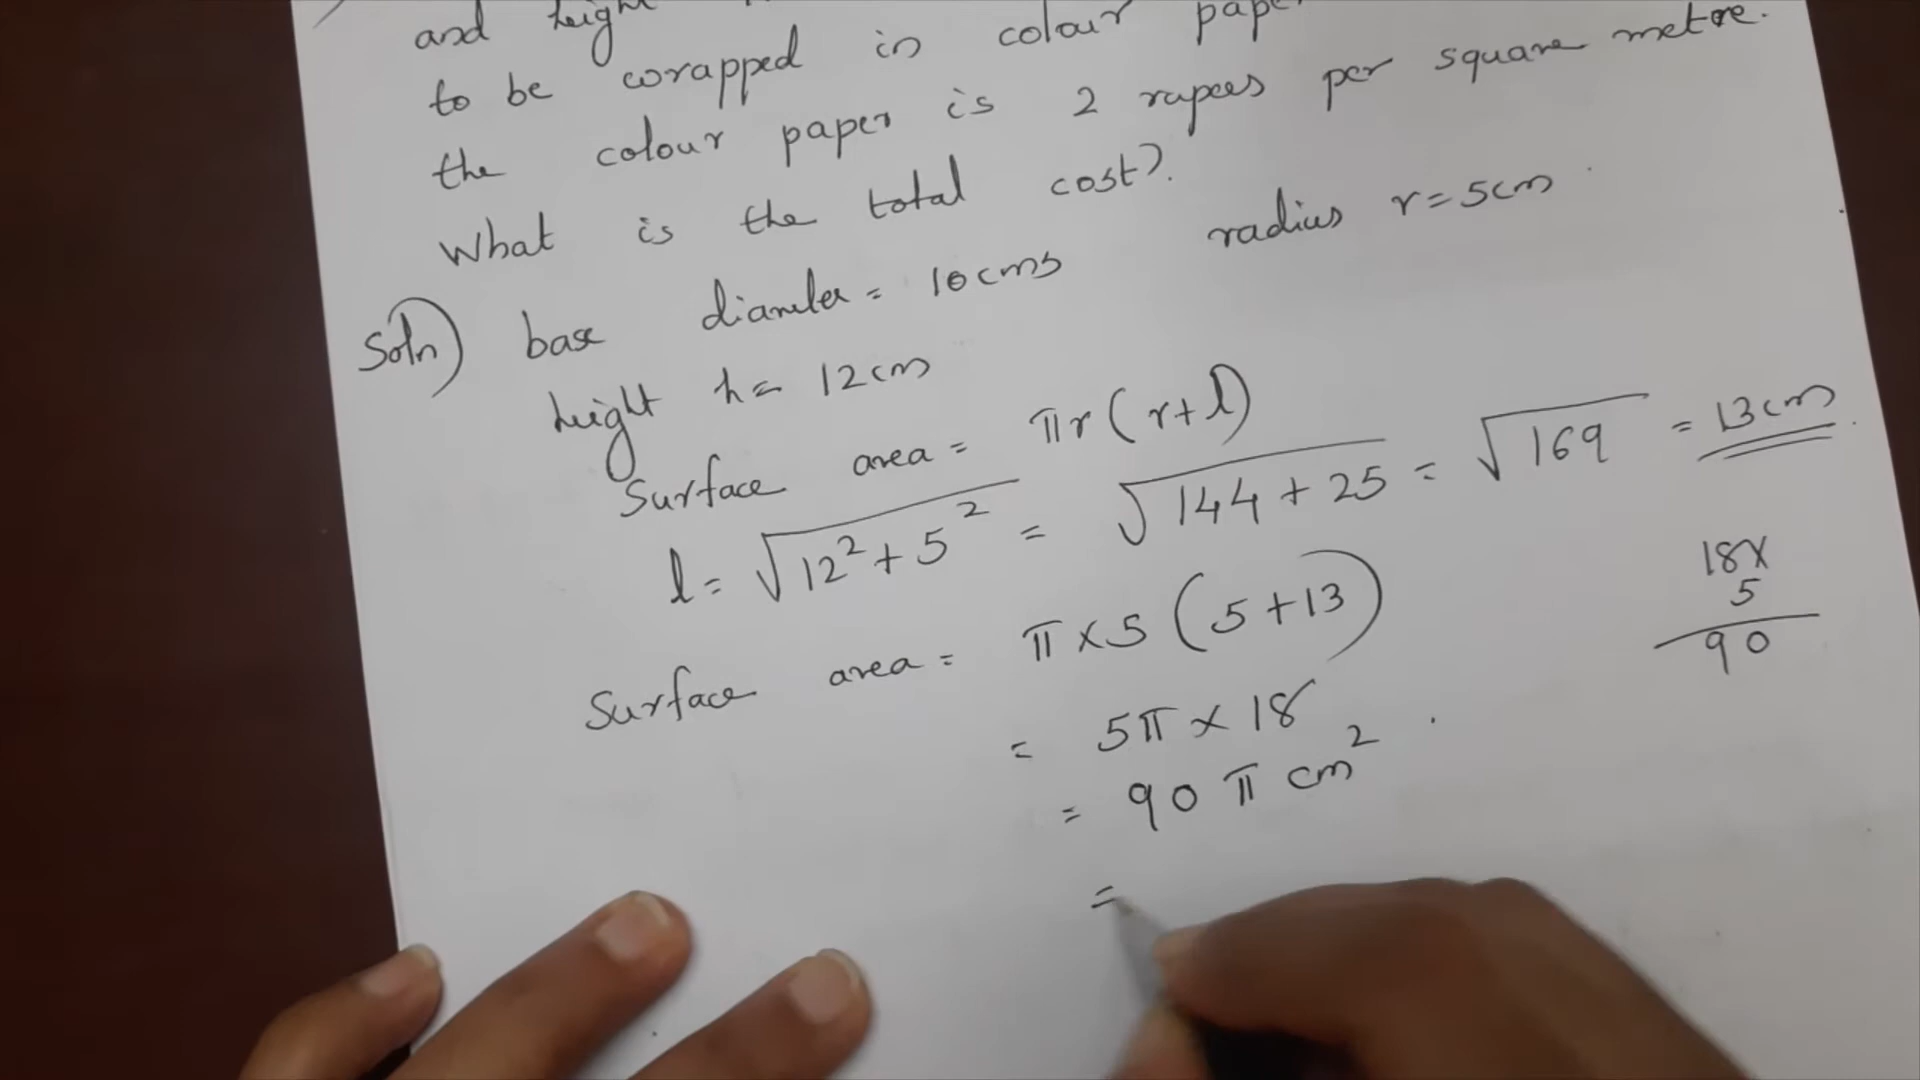 and height
to be wrapped in colour pape
the colour paper is 2 rupees per square metre.
What is the total cost?
Soln) base diameter = 10cms radius r = 5cm
height h = 12cm
Surface area = πr(r+l)
l = √12²+5² = √144+25 = √169 = 13cm
Surface area = π×5(5+13)
18×
5
90
= 5π×18
= 90π cm²
=